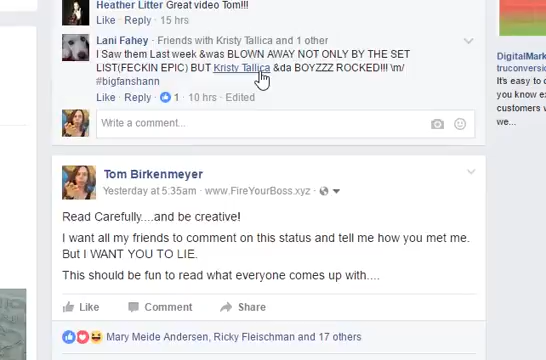 Heather Litter Great video Tom!!!
Like · Reply · 15 hrs
Lani Fahey · Friends with Kristy Tallica and 1 other
I Saw them Last week &was BLOWN AWAY NOT ONLY BY THE SET
LIST(FECKIN EPIC) BUT Kristy Tallica &da BOYZZZ ROCKED!!! \m/
#bigfanshann
Like · Reply · 1 · 10 hrs · Edited
Write a comment...
Tom Birkenmeyer
Yesterday at 5:35am · www.FireYourBoss.xyz ·
Read Carefully....and be creative!
I want all my friends to comment on this status and tell me how you met me.
But I WANT YOU TO LIE.
This should be fun to read what everyone comes up with....
Like Comment Share
Mary Meide Andersen, Ricky Fleischman and 17 others
DigitalMark
truconversio
It's easy to d
you know ex
customers w
we...